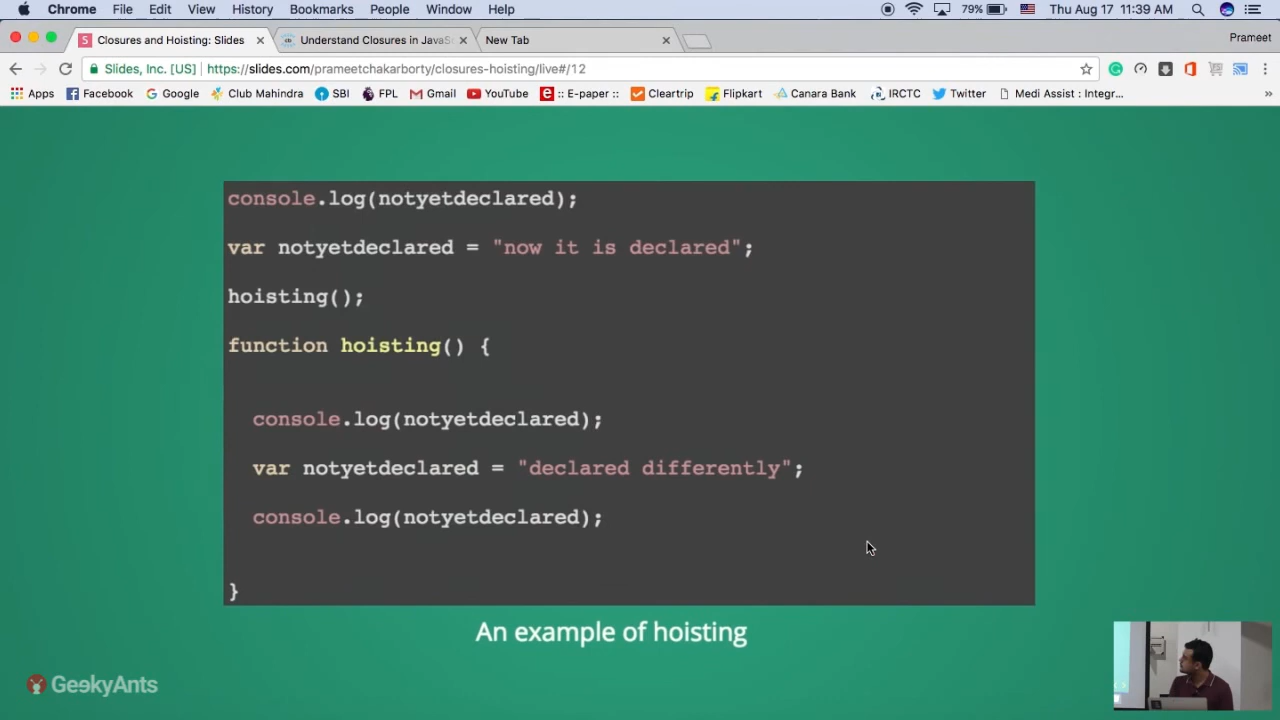 Chrome File Edit View History Bookmarks People Window Help 79% Thu Aug 17 11:39 AM
Closures and Hoisting: Slides Understand Closures in JavaSc New Tab Prameet
Slides, Inc. [US] https://slides.com/prameetchakarborty/closures-hoisting/live#/12
Apps Facebook Google Club Mahindra SBI FPL Gmail YouTube :: E-paper :: Cleartrip Flipkart Canara Bank IRCTC Twitter Medi Assist : Integr... »
console.log(notyetdeclared);
var notyetdeclared = "now it is declared";
hoisting();
function hoisting() {
console.log(notyetdeclared);
var notyetdeclared = "declared differently";
console.log(notyetdeclared);
}
An example of hoisting
GeekyAnts